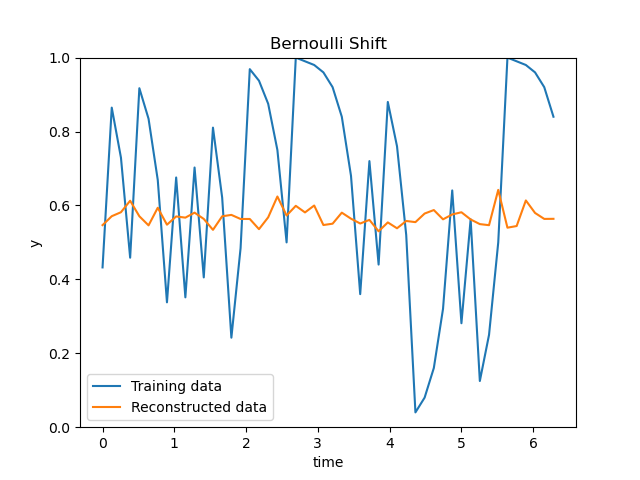 Bernoulli Shift
1.0
0.8
0.6
0.4
0.2
0.0
y
Training data
Reconstructed data
0 1 2 3 4 5 6
time